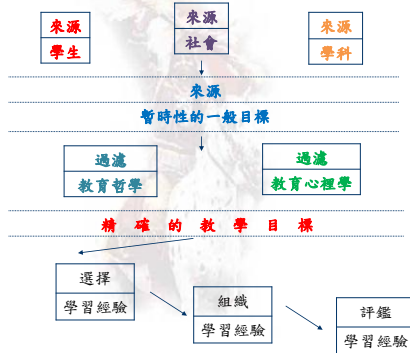 來源
學生
來源
社會
來源
學科
來源
暫時性的一般目標
過濾
教育哲學
過濾
教育心裡學
精確的教學目標
選擇
學習經驗
組織
學習經驗
評鑑
學習經驗